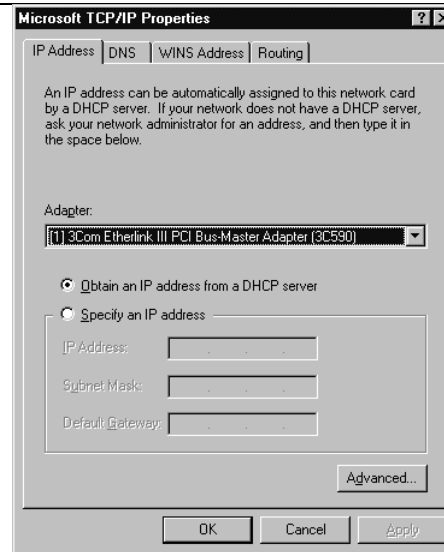 Microsoft TCP/IP Properties ? X
IP Address DNS WINS Address Routing
An IP address can be automatically assigned to this network card
by a DHCP server. If your network does not have a DHCP server,
ask your network administrator for an address, and then type it in
the space below.
Adapter:
[1] 3Com Etherlink III PCI Bus-Master Adapter (3C590)
Obtain an IP address from a DHCP server
Specify an IP address
IP Address:
Subnet Mask:
Default Gateway:
Advanced...
OK Cancel Apply